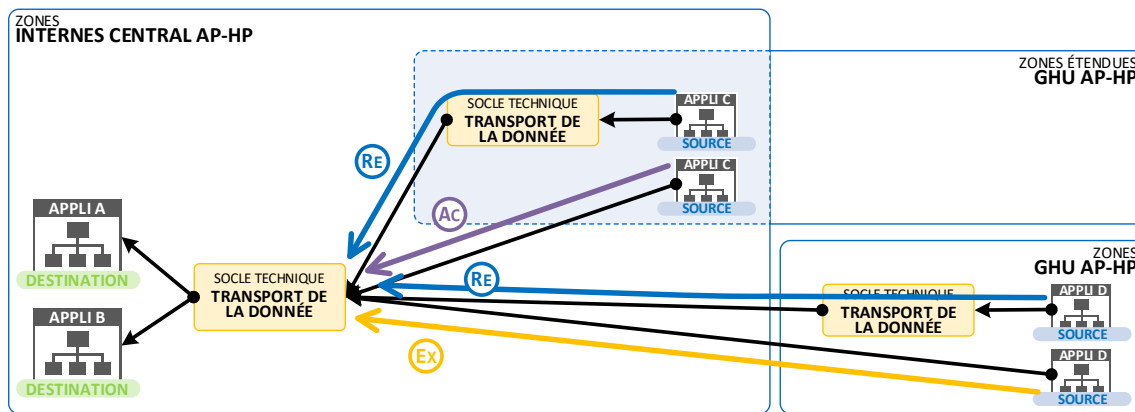 ZONES
INTERNES CENTRAL AP-HP
ZONES ÉTENDUES
GHU AP-HP
SOCLE TECHNIQUE
TRANSPORT DE
LA DONNÉE
APPLI C
SOURCE
RE
APPLI C
SOURCE
AC
APPLI A
DESTINATION
SOCLE TECHNIQUE
TRANSPORT DE
LA DONNÉE
RE
ZONES
GHU AP-HP
SOCLE TECHNIQUE
TRANSPORT DE
LA DONNÉE
APPLI D
SOURCE
APPLI B
DESTINATION
EX
APPLI D
SOURCE